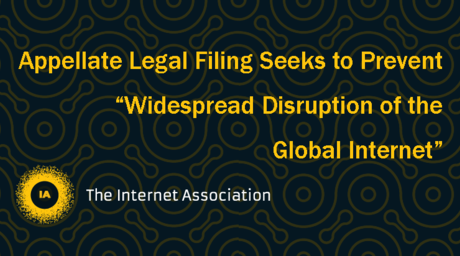 Appellate Legal Filing Seeks to Prevent
“Widespread Disruption of the
Global Internet”
IA
The Internet Association